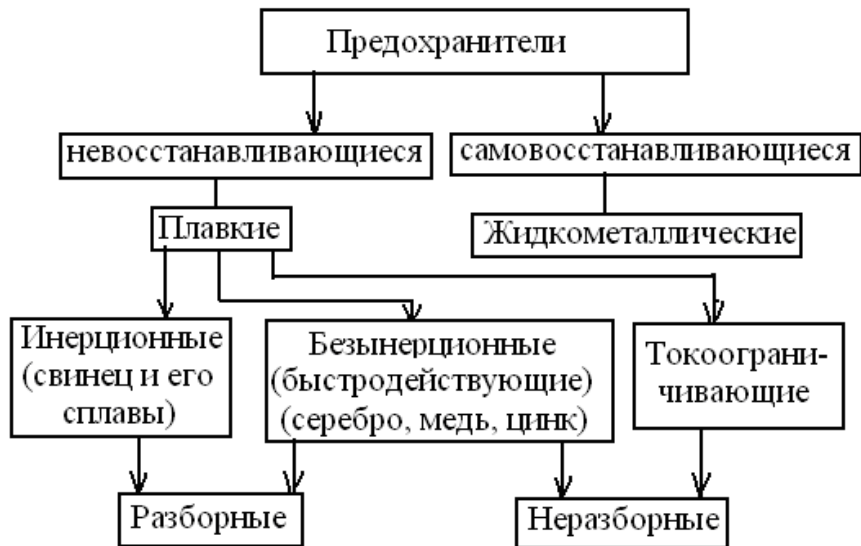 Предохранители
невосстанавливающиеся
самовосстанавливающиеся
Плавкие
Жидкометаллические
Инерционные
(свинец и его
сплавы)
Безынерционные
(быстродействующие)
(серебро, медь, цинк)
Токоограни-
чивающие
Разборные
Неразборные